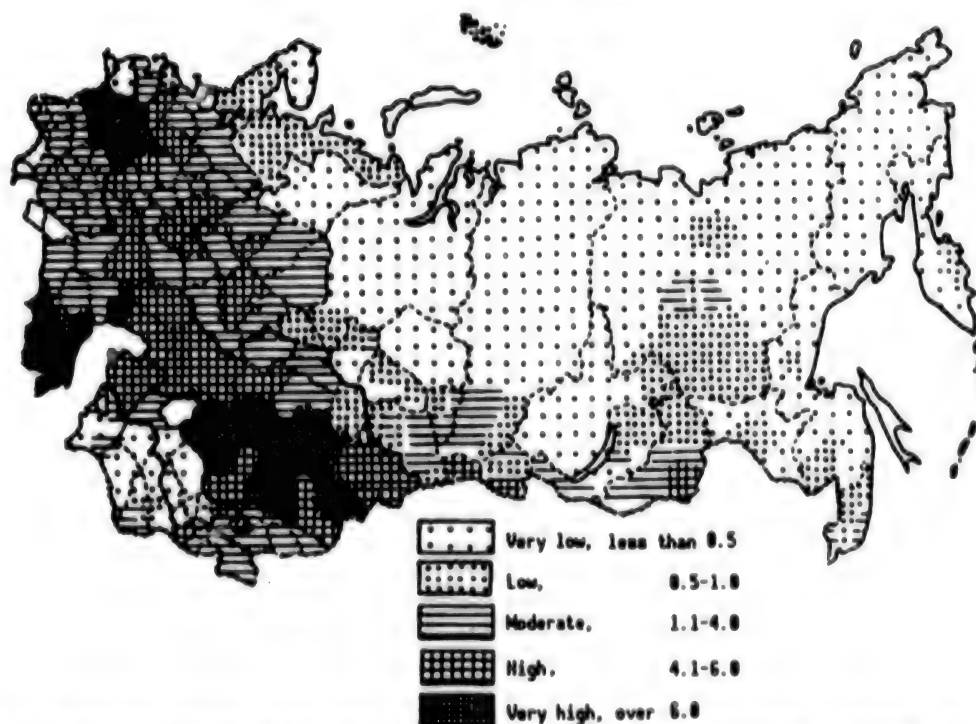 Very low, less than 0.5
Low, 0.5-1.0
Moderate, 1.1-4.0
High, 4.1-6.0
Very high, over 6.0